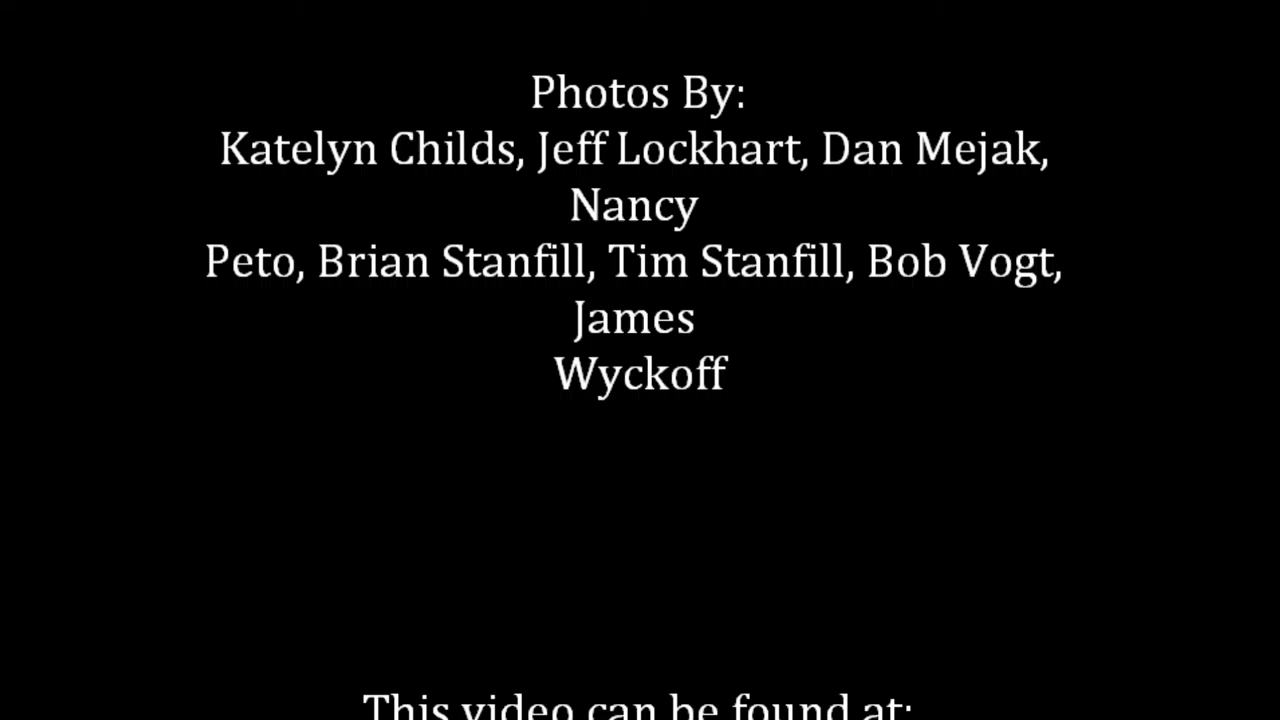 Photos By:
Katelyn Childs, Jeff Lockhart, Dan Mejak,
Nancy
Peto, Brian Stanfill, Tim Stanfill, Bob Vogt,
James
Wyckoff
This video can be found at: